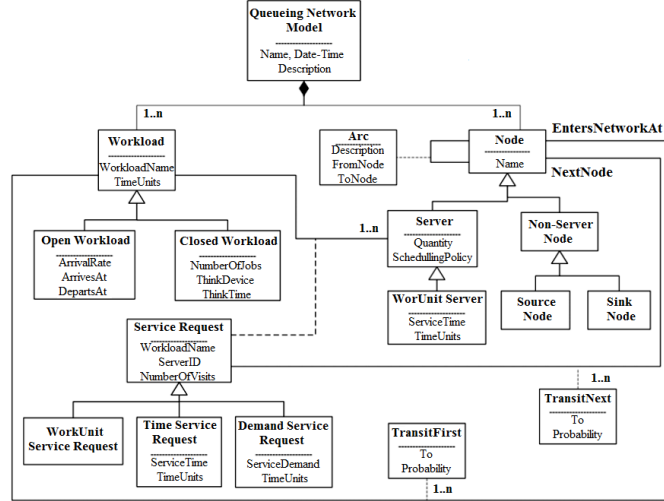 Queueing Network
Model
Name, Date-Time
Description
1..n
1..n
Workload
WorkloadName
TimeUnits
Arc
Description
FromNode
ToNode
Node
Name
EntersNetworkAt
NextNode
Open Workload
ArrivalRate
ArrivesAt
DepartsAt
Closed Workload
NumberOfJobs
ThinkDevice
ThinkTime
1..n
Server
Quantity
SchedullingPolicy
Non-Server
Node
WorUnit Server
ServiceTime
TimeUnits
Source
Node
Sink
Node
Service Request
WorkloadName
ServerID
NumberOfVisits
1..n
TransitNext
To
Probability
WorkUnit
Service Request
Time Service
Request
ServiceTime
TimeUnits
Demand Service
Request
ServiceDemand
TimeUnits
TransitFirst
To
Probability
1..n